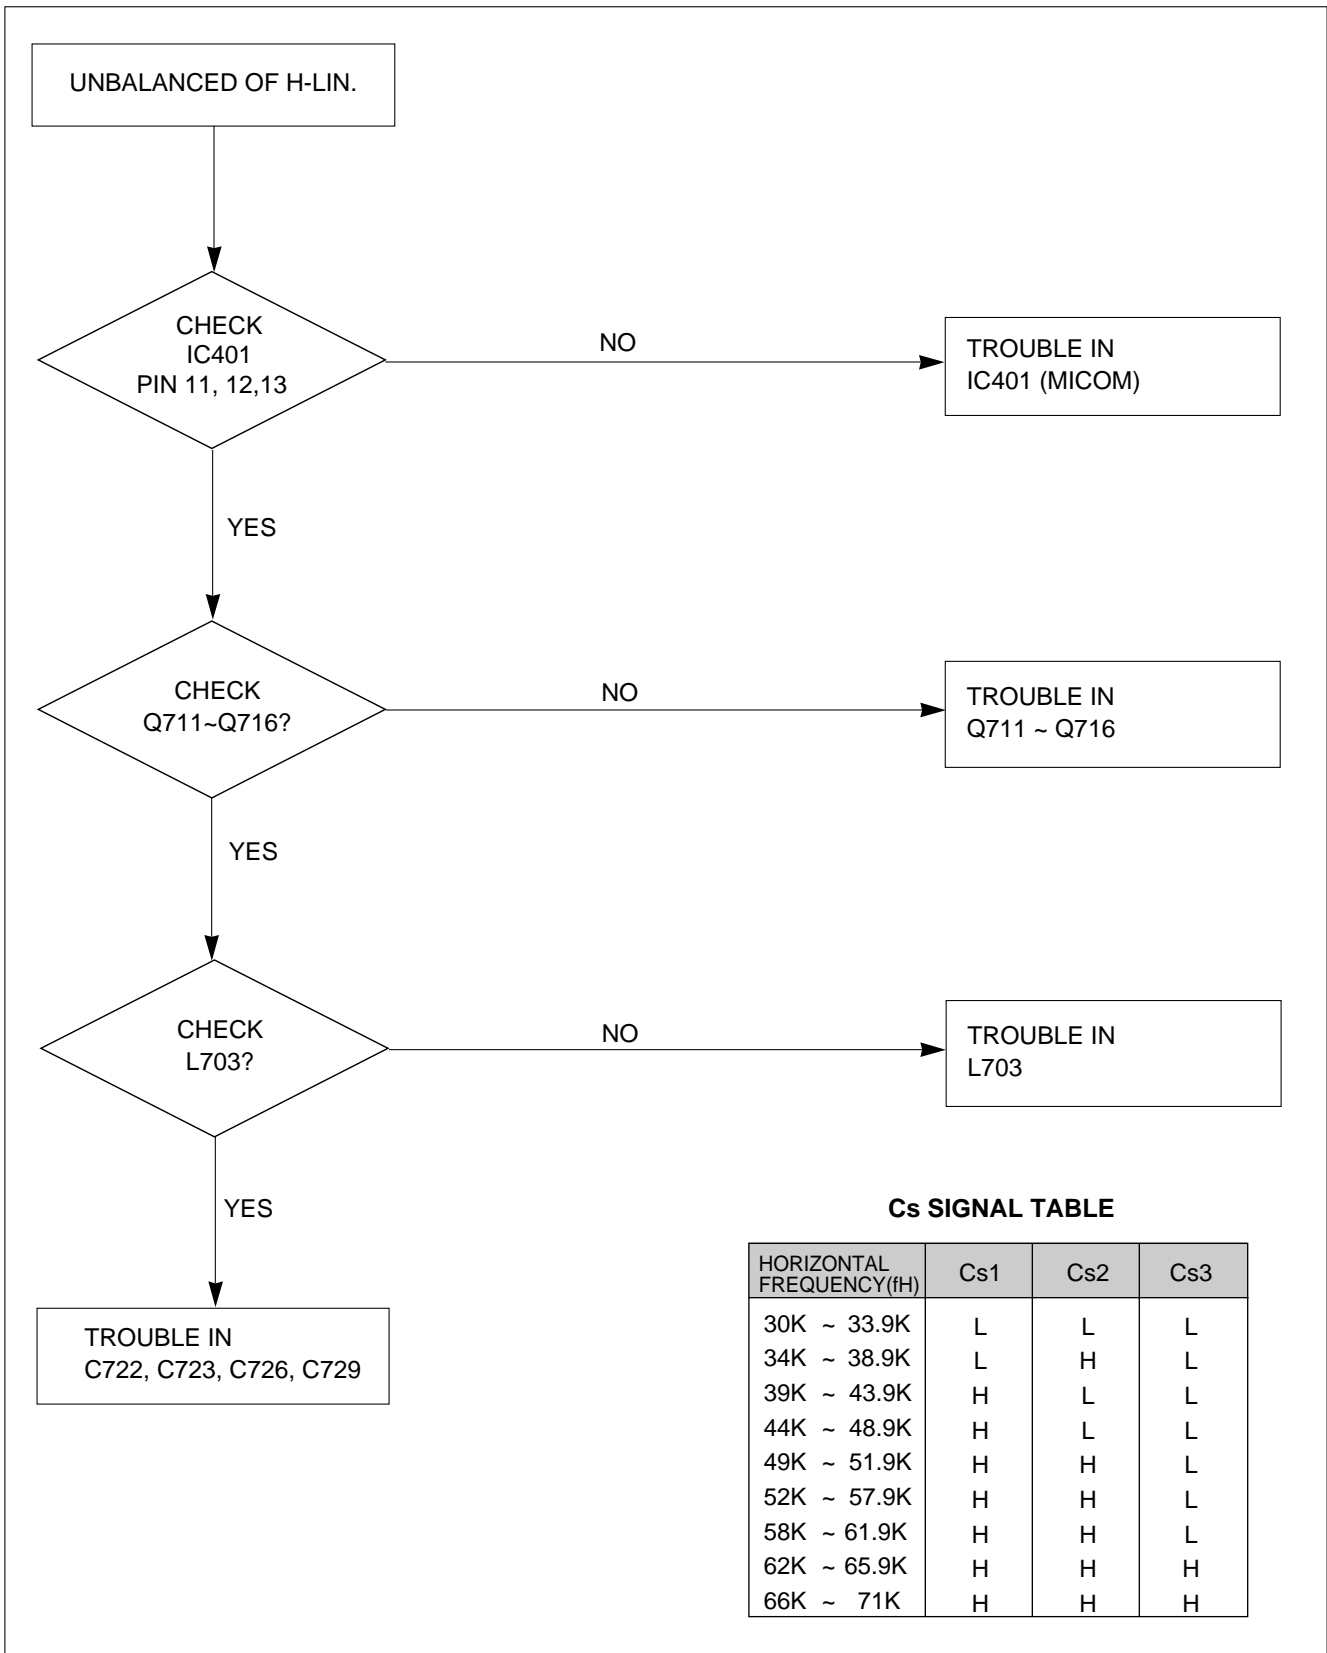 UNBALANCED OF H-LIN.
CHECK
IC401
PIN 11, 12,13
NO
TROUBLE IN
IC401 (MICOM)
YES
CHECK
Q711~Q716?
NO
TROUBLE IN
Q711 ~ Q716
YES
CHECK
L703?
NO
TROUBLE IN
L703
YES
TROUBLE IN
C722, C723, C726, C729
Cs SIGNAL TABLE
HORIZONTAL
FREQUENCY(fH) Cs1 Cs2 Cs3
30K ~ 33.9K L L L
34K ~ 38.9K L H L
39K ~ 43.9K H L L
44K ~ 48.9K H L L
49K ~ 51.9K H H L
52K ~ 57.9K H H L
58K ~ 61.9K H H L
62K ~ 65.9K H H H
66K ~ 71K H H H